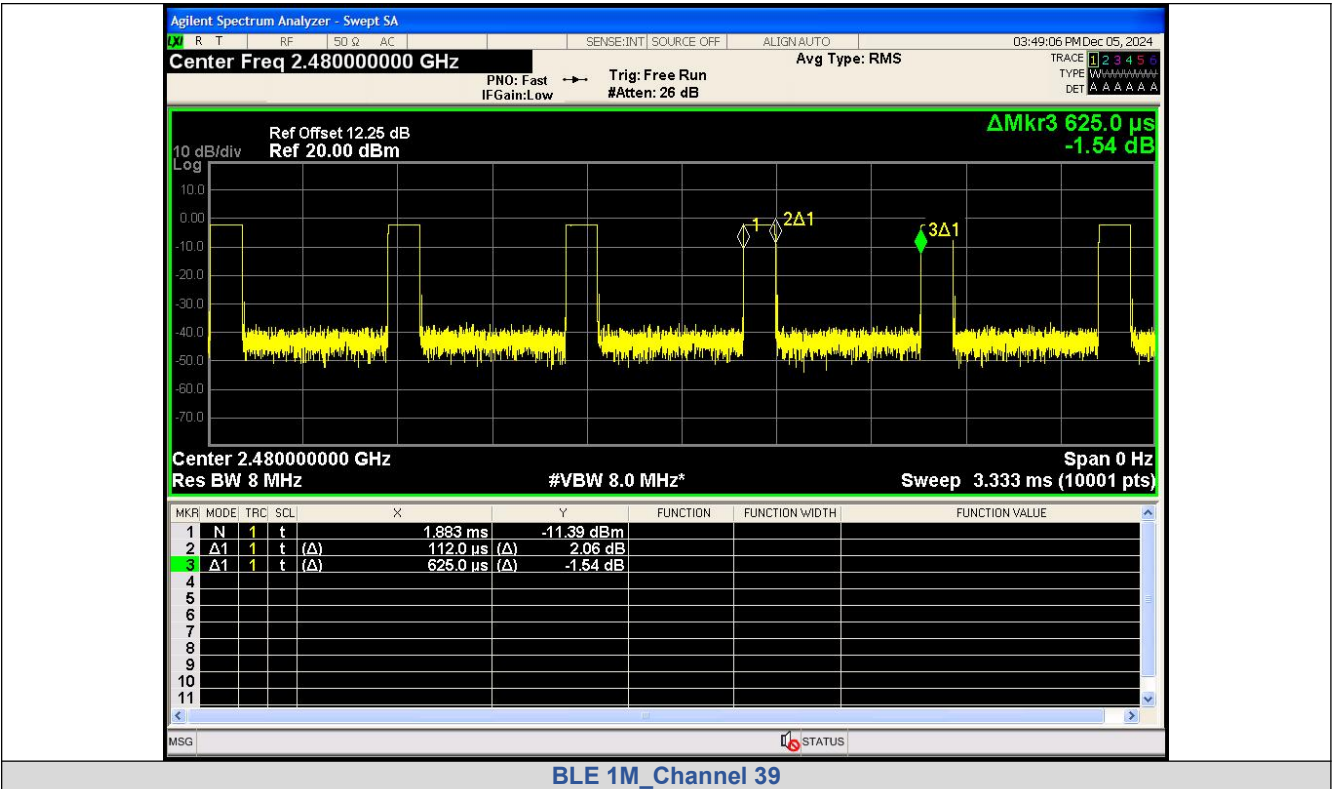 Agilent Spectrum Analyzer - Swept SA
LXI R T RF 50 Ω AC SENSE:INT SOURCE OFF ALIGN AUTO 03:49:06 PM Dec 05, 2024
Center Freq 2.480000000 GHz Avg Type: RMS TRACE 1 2 3 4 5 6
PNO: Fast Trig: Free Run TYPE W
IFGain:Low #Atten: 26 dB DET A A A A A A
ΔMkr3 625.0 µs
Ref Offset 12.25 dB
10 dB/div Ref 20.00 dBm -1.54 dB
Log
10.0
0.00
1 2Δ1
3Δ1
-10.0
-20.0
-30.0
-40.0
-50.0
-60.0
-70.0
Center 2.480000000 GHz Span 0 Hz
Res BW 8 MHz #VBW 8.0 MHz* Sweep 3.333 ms (10001 pts)
MKR MODE TRC SCL X Y FUNCTION FUNCTION WIDTH FUNCTION VALUE
1 N 1 t 1.883 ms -11.39 dBm
2 Δ1 1 t (Δ) 112.0 µs (Δ) 2.06 dB
3 Δ1 1 t (Δ) 625.0 µs (Δ) -1.54 dB
4
5
6
7
8
9
10
11
MSG STATUS
BLE 1M_Channel 39